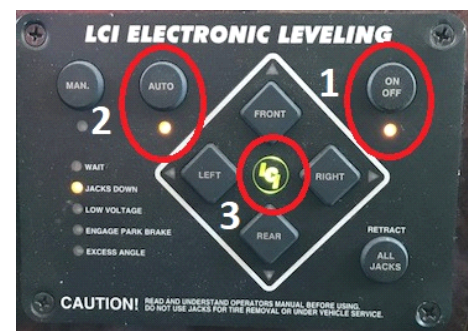 LCI ELECTRONIC LEVELING
MAN.
AUTO
1
ON
OFF
2
FRONT
WAIT
JACKS DOWN
LOW VOLTAGE
ENGAGE PARK BRAKE
EXCESS ANGLE
LEFT
LCI
RIGHT
3
REAR
RETRACT
ALL
JACKS
CAUTION! READ AND UNDERSTAND OPERATORS MANUAL BEFORE USING.
DO NOT USE JACKS FOR TIRE REMOVAL OR UNDER VEHICLE SERVICE.